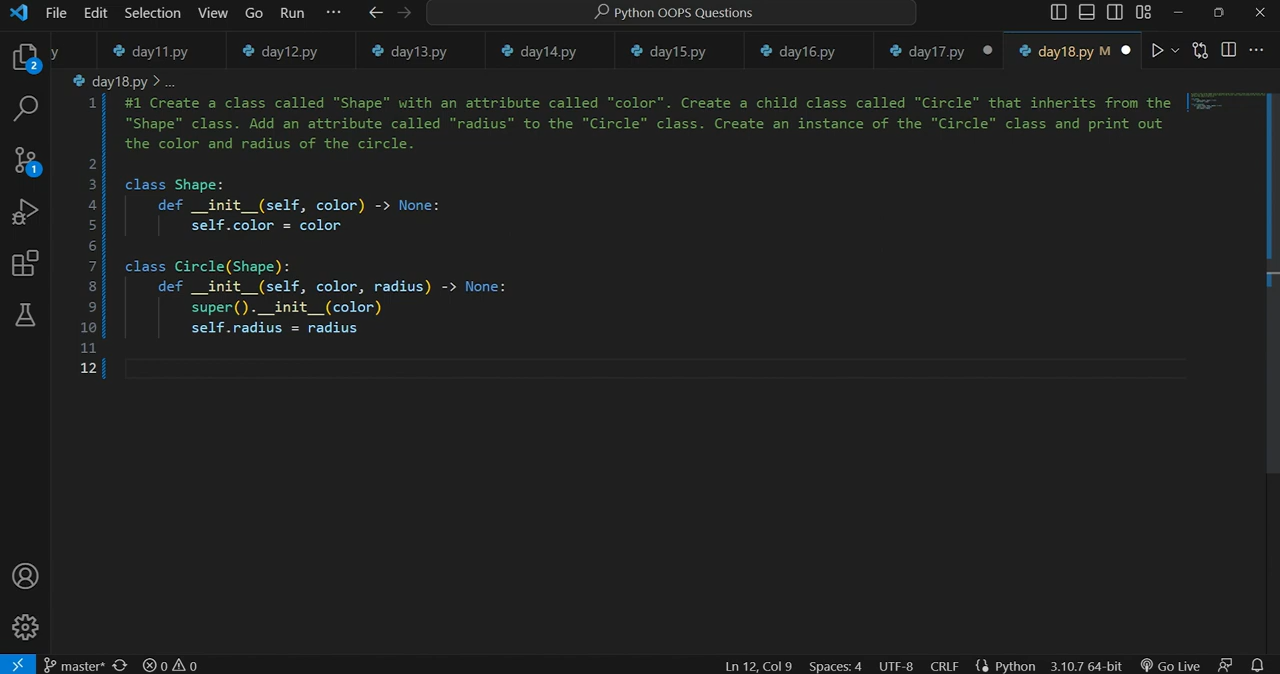 File Edit Selection View Go Run ··· Python OOPS Questions
y day11.py day12.py day13.py day14.py day15.py day16.py day17.py day18.py M
2 day18.py > ...
1 #1 Create a class called "Shape" with an attribute called "color". Create a child class called "Circle" that inherits from the
"Shape" class. Add an attribute called "radius" to the "Circle" class. Create an instance of the "Circle" class and print out
the color and radius of the circle.
2
3 class Shape:
4 def __init__(self, color) -> None:
5 self.color = color
6
7 class Circle(Shape):
8 def __init__(self, color, radius) -> None:
9 super().__init__(color)
10 self.radius = radius
11
12
1
master* 0 0 Ln 12, Col 9 Spaces: 4 UTF-8 CRLF Python 3.10.7 64-bit Go Live